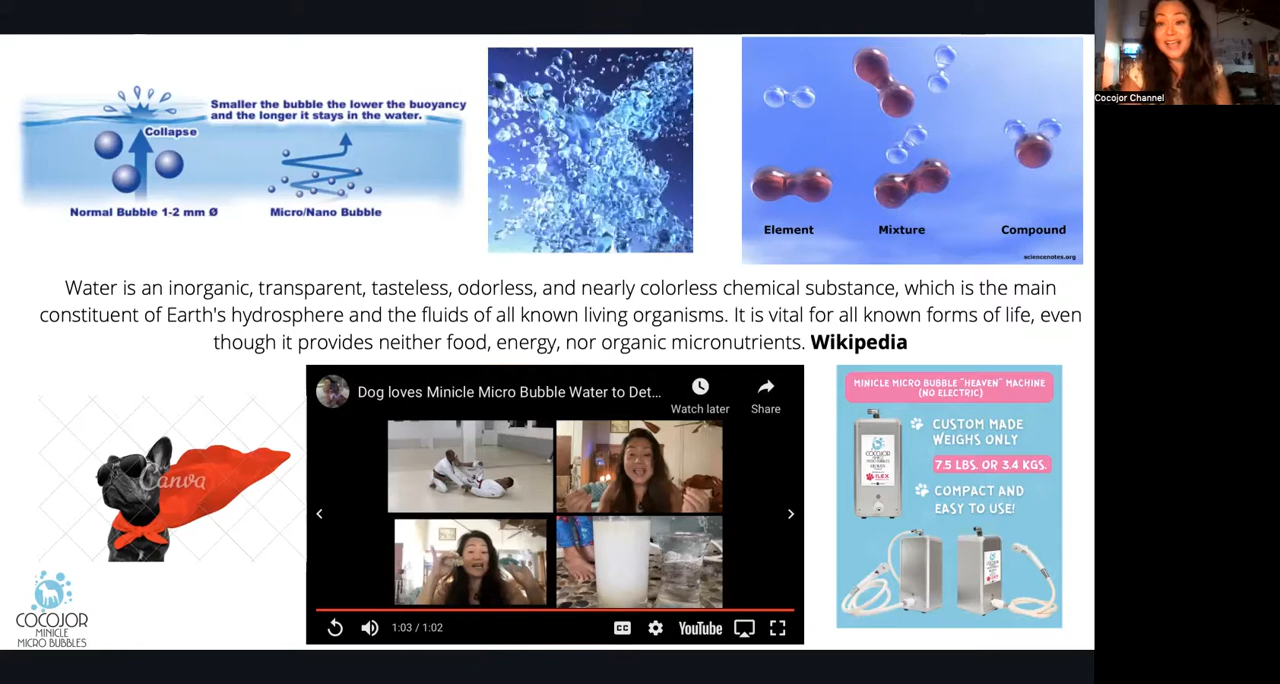 Smaller the bubble the lower the buoyancy
and the longer it stays in the water.
Collapse
Normal Bubble 1-2 mm Ø
Micro/Nano Bubble
Element
Mixture
Compound
sciencenotes.org
Cocojor Channel
Water is an inorganic, transparent, tasteless, odorless, and nearly colorless chemical substance, which is the main
constituent of Earth's hydrosphere and the fluids of all known living organisms. It is vital for all known forms of life, even
though it provides neither food, energy, nor organic micronutrients. Wikipedia
Canva
COCOJOR
MINICLE
MICRO BUBBLES
Dog loves Minicle Micro Bubble Water to Det...
Watch later
Share
1:03 / 1:02
CC
YouTube
MINICLE MICRO BUBBLE "HEAVEN" MACHINE
(NO ELECTRIC)
CUSTOM MADE
WEIGHS ONLY
7.5 LBS. OR 3.4 KGS.
COMPACT AND
EASY TO USE!
COCOJOR
ILEX